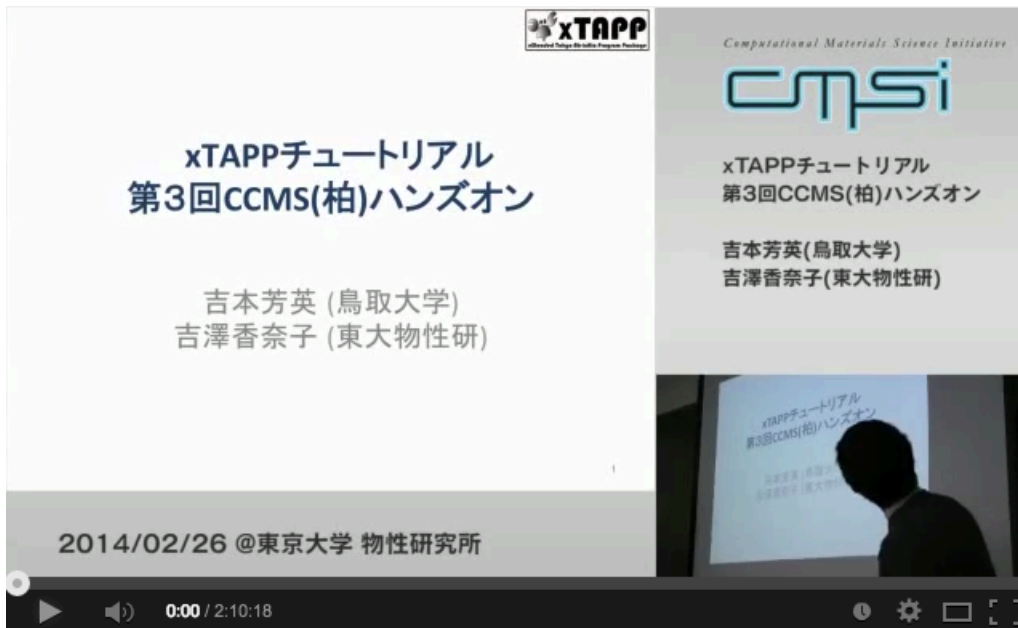 xTAPP
eXtended Tokyo Ab-initio Program Package
xTAPPチュートリアル
第３回CCMS(柏)ハンズオン
吉本芳英 (鳥取大学)
吉澤香奈子 (東大物性研)
1
2014/02/26 @東京大学 物性研究所
Computational Materials Science Initiative
cmsi
xTAPPチュートリアル
第3回CCMS(柏)ハンズオン
吉本芳英(鳥取大学)
吉澤香奈子(東大物性研)
xTAPPチュートリアル
第３回CCMS(柏)ハンズオン
0:00 / 2:10:18